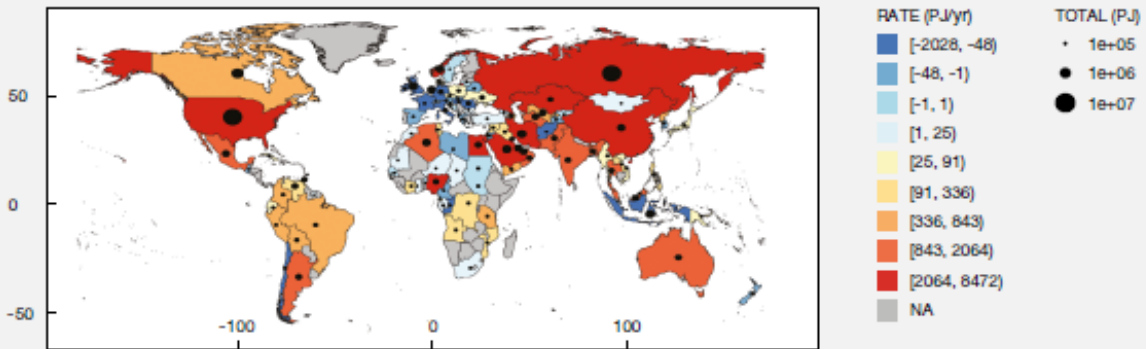 RATE (PJ/yr)
[-2028, -48)
[-48, -1)
[-1, 1)
[1, 25)
[25, 91)
[91, 336)
[336, 843)
[843, 2064)
[2064, 8472)
NA
TOTAL (PJ)
1e+05
1e+06
1e+07
50
0
-50
-100
0
100